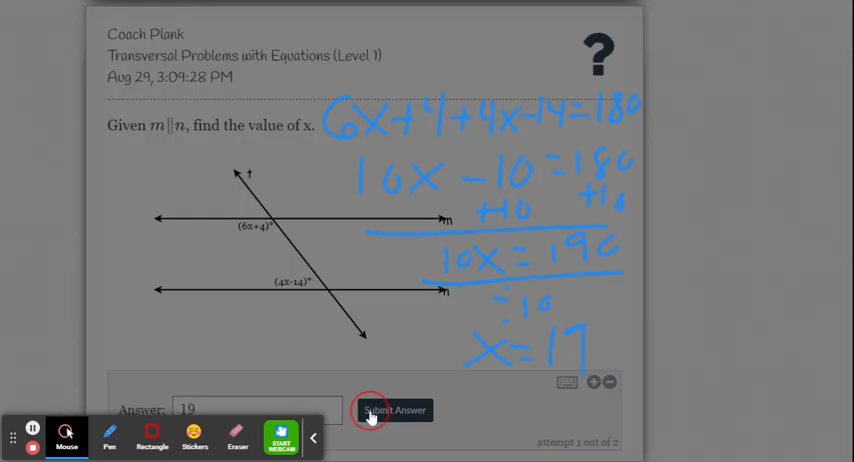 Coach Plank
Transversal Problems with Equations (Level 1)
Aug 29, 3:09:28 PM
?
Given m||n, find the value of x.
6x+4+4x-14=180
10x -10 =180
+10 +10
10x = 190
÷10
x=17
t
m
(6x+4)°
(4x-14)°
n
Answer: 19 Submit Answer
attempt 1 out of 2
Mouse Pen Rectangle Stickers Eraser START WEBCAM